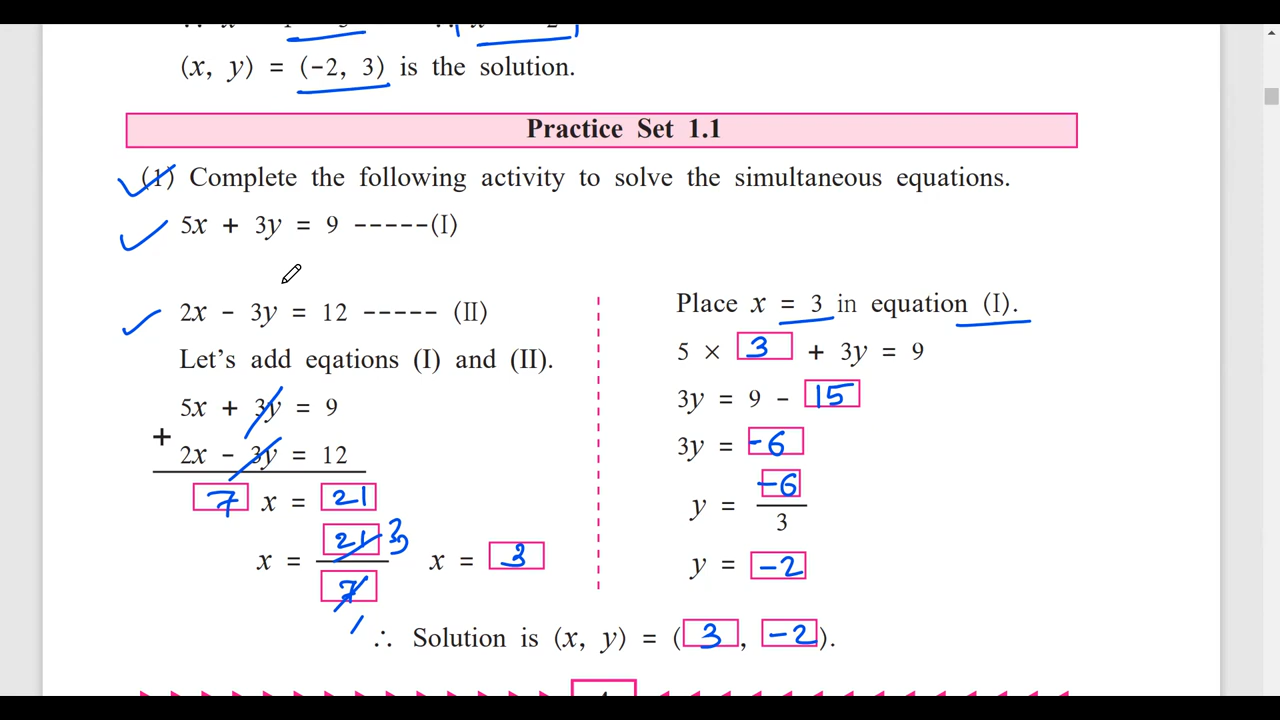 (x, y) = (-2, 3) is the solution.
Practice Set 1.1
(1) Complete the following activity to solve the simultaneous equations.
5x + 3y = 9 -----(I)
2x - 3y = 12 ----- (II)
Let's add eqations (I) and (II).
5x + 3y = 9
+
2x - 3y = 12
7 x = 21
x = 21 3
7 1
x = 3
Place x = 3 in equation (I).
5 × 3 + 3y = 9
3y = 9 - 15
3y = -6
y = -6
3
y = -2
∴ Solution is (x, y) = (3, -2).